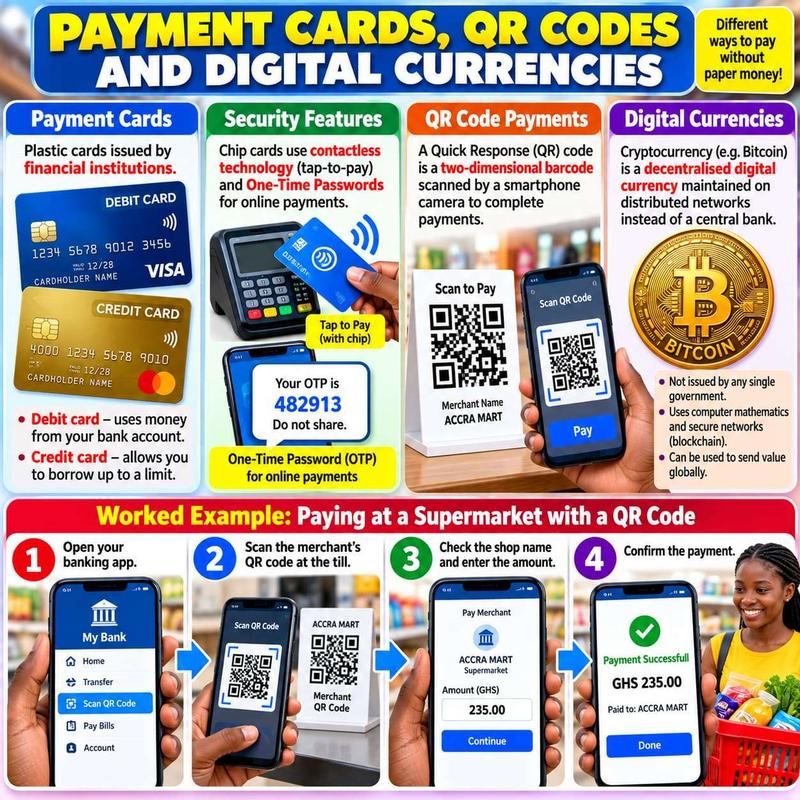 PAYMENT CARDS, QR CODES
AND DIGITAL CURRENCIES
Different
ways to pay
without
paper money!
Payment Cards
Plastic cards issued by
financial institutions.
DEBIT CARD
1234 5678 9012 3456
VALID THRU 12/28
CARDHOLDER NAME
VISA
CREDIT CARD
4000 1234 5678 9010
12/28
CARDHOLDER NAME
• Debit card – uses money
from your bank account.
• Credit card – allows you
to borrow up to a limit.
Security Features
Chip cards use contactless
technology (tap-to-pay)
and One-Time Passwords
for online payments.
Tap to Pay
(with chip)
Your OTP is
482913
Do not share.
One-Time Password (OTP)
for online payments
QR Code Payments
A Quick Response (QR) code
is a two-dimensional barcode
scanned by a smartphone
camera to complete
payments.
Scan to Pay
Merchant Name
ACCRA MART
Scan QR Code
Pay
Digital Currencies
Cryptocurrency (e.g. Bitcoin)
is a decentralised digital
currency maintained on
distributed networks
instead of a central bank.
BITCOIN
• Not issued by any single
government.
• Uses computer mathematics
and secure networks
(blockchain).
• Can be used to send value
globally.
Worked Example: Paying at a Supermarket with a QR Code
1 Open your
banking app.
My Bank
Home
Transfer
Scan QR Code
Pay Bills
Account
2 Scan the merchant's
QR code at the till.
Scan QR Code
ACCRA MART
Merchant
QR Code
3 Check the shop name
and enter the amount.
Pay Merchant
ACCRA MART
Supermarket
Amount (GHS)
235.00
Continue
4 Confirm the payment.
Payment Successful!
GHS 235.00
Paid to: ACCRA MART
Done